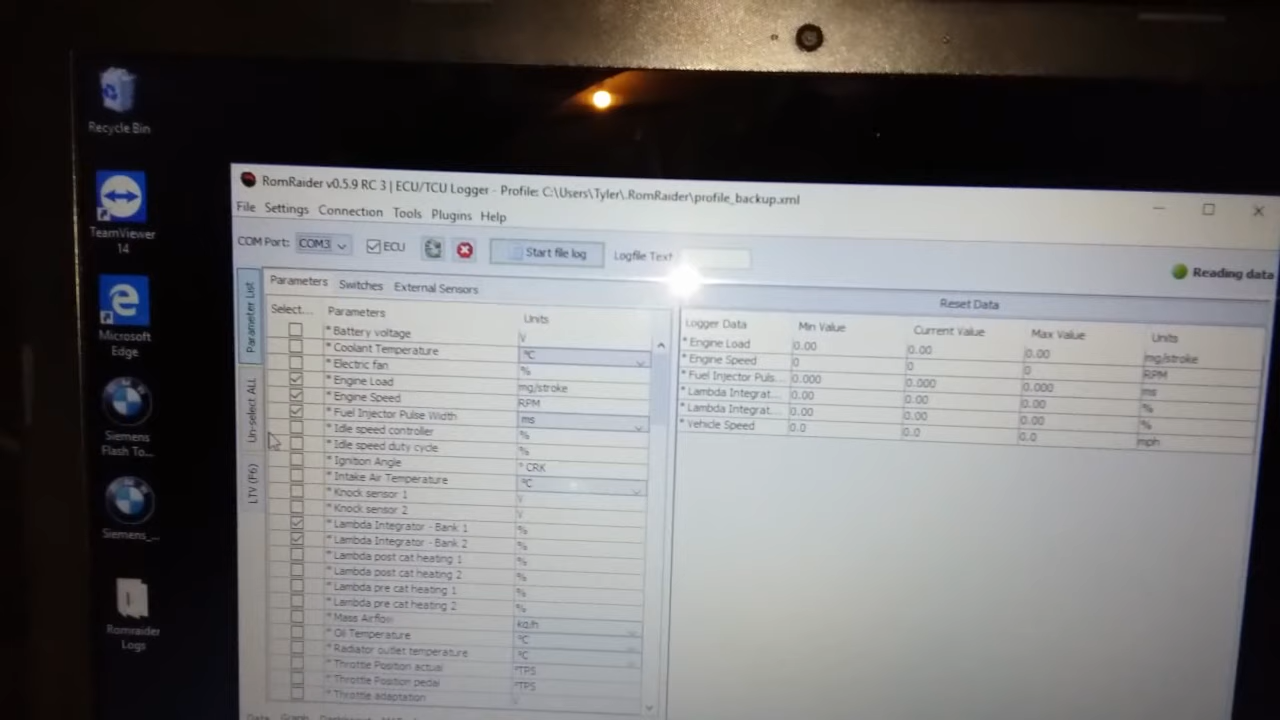 Recycle Bin
TeamViewer
14
Microsoft
Edge
Siemens
Flash To...
Siemens_...
Romraider
Logs
RomRaider v0.5.9 RC 3 | ECU/TCU Logger - Profile: C:\Users\Tyler\.RomRaider\profile_backup.xml
File Settings Connection Tools Plugins Help
COM Port: COM3 ECU Start file log Logfile Text
Reading data
Parameter List
Un-select ALL
LTV (F6)
Parameters Switches External Sensors
Select... Parameters Units
* Battery voltage V
* Coolant Temperature °C
* Electric fan %
* Engine Load mg/stroke
* Engine Speed RPM
* Fuel Injector Pulse Width ms
* Idle speed controller %
* Idle speed duty cycle %
* Ignition Angle ° CRK
* Intake Air Temperature °C
* Knock sensor 1 V
* Knock sensor 2 V
* Lambda Integrator - Bank 1 %
* Lambda Integrator - Bank 2 %
* Lambda post cat heating 1 %
* Lambda post cat heating 2 %
* Lambda pre cat heating 1 %
* Lambda pre cat heating 2 %
* Mass Airflow kg/h
* Oil Temperature °C
* Radiator outlet temperature °C
* Throttle Position actual °TPS
* Throttle Position pedal °TPS
* Throttle adaptation
Reset Data
Logger Data Min Value Current Value Max Value Units
* Engine Load 0.00 0.00 0.00 mg/stroke
* Engine Speed 0 0 0 RPM
* Fuel Injector Puls... 0.000 0.000 0.000 ms
* Lambda Integrat... 0.00 0.00 0.00 %
* Lambda Integrat... 0.00 0.00 0.00 %
* Vehicle Speed 0.0 0.0 0.0 mph